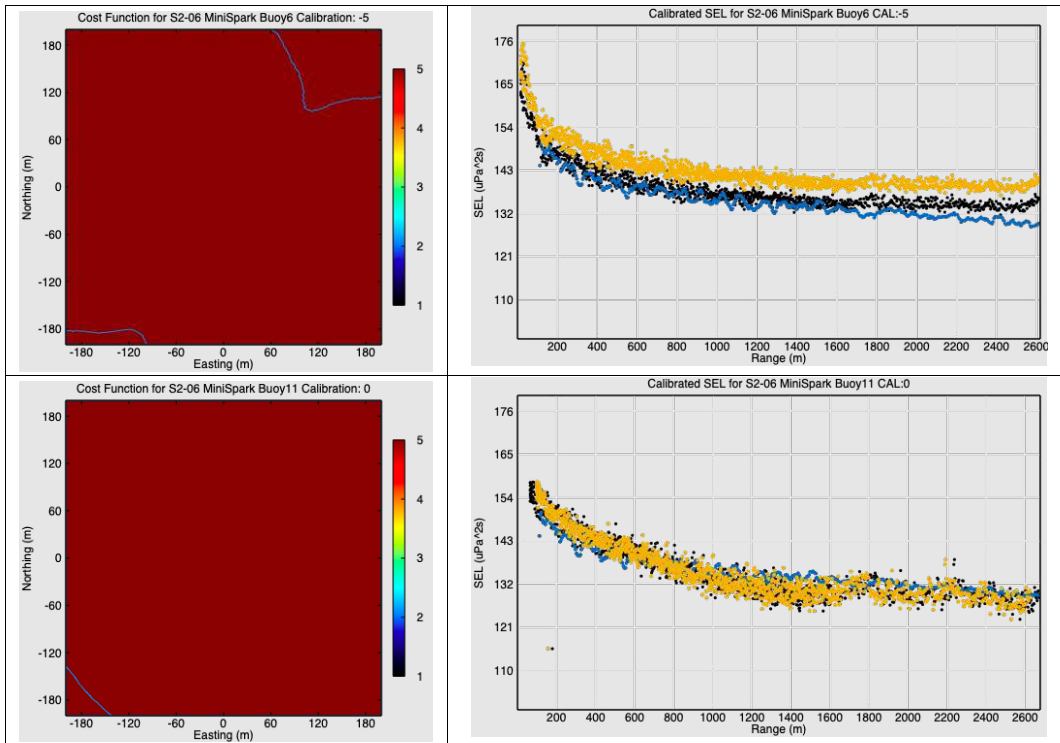 Cost Function for S2-06 MiniSpark Buoy6 Calibration: -5
180
120
60
0
-60
-120
-180
Northing (m)
-180 -120 -60 0 60 120 180
Easting (m)
5
4
3
2
1
Calibrated SEL for S2-06 MiniSpark Buoy6 CAL:-5
176
165
154
143
132
121
110
SEL (uPa^2s)
200 400 600 800 1000 1200 1400 1600 1800 2000 2200 2400 2600
Range (m)
Cost Function for S2-06 MiniSpark Buoy11 Calibration: 0
180
120
60
0
-60
-120
-180
Northing (m)
-180 -120 -60 0 60 120 180
Easting (m)
5
4
3
2
1
Calibrated SEL for S2-06 MiniSpark Buoy11 CAL:0
176
165
154
143
132
121
110
SEL (uPa^2s)
200 400 600 800 1000 1200 1400 1600 1800 2000 2200 2400 2600
Range (m)